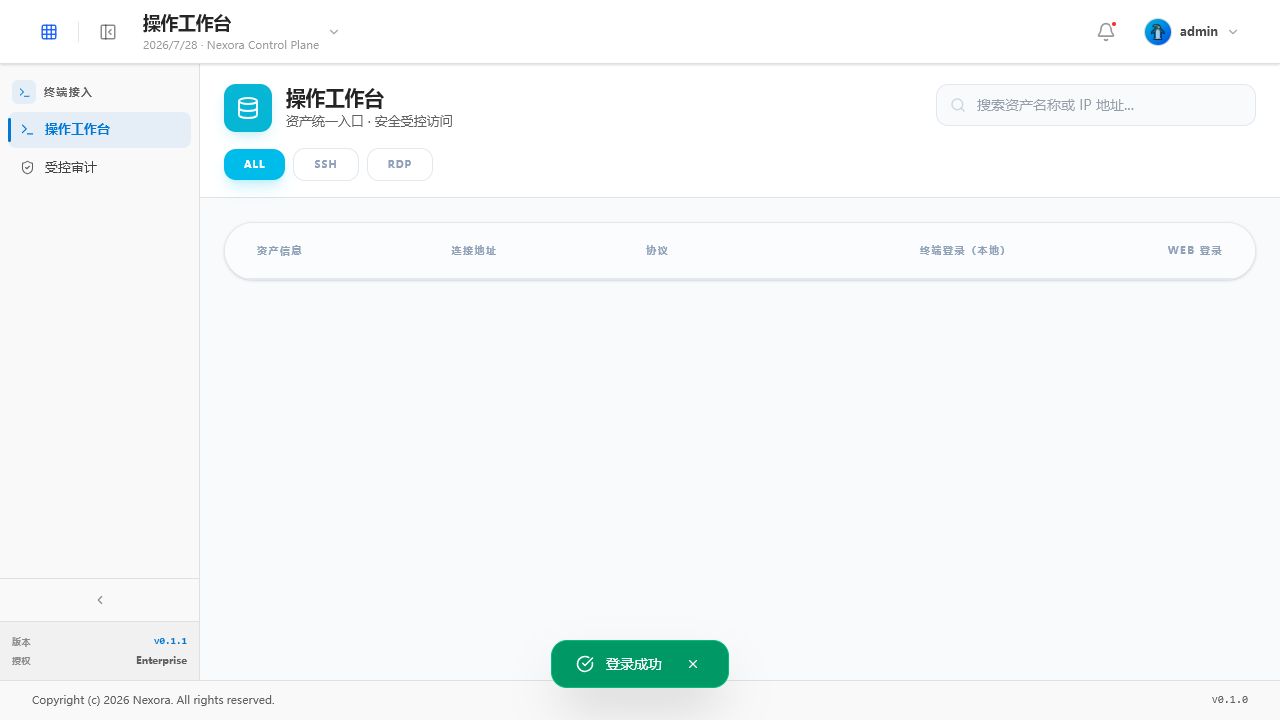 操作工作台
2026/7/28 · Nexora Control Plane
admin
终端接入
操作工作台
受控审计
操作工作台
资产统一入口 · 安全受控访问
搜索资产名称或 IP 地址...
ALL
SSH
RDP
资产信息
连接地址
协议
终端登录（本地）
WEB 登录
版本
v0.1.1
授权
Enterprise
登录成功
Copyright (c) 2026 Nexora. All rights reserved.
v0.1.0